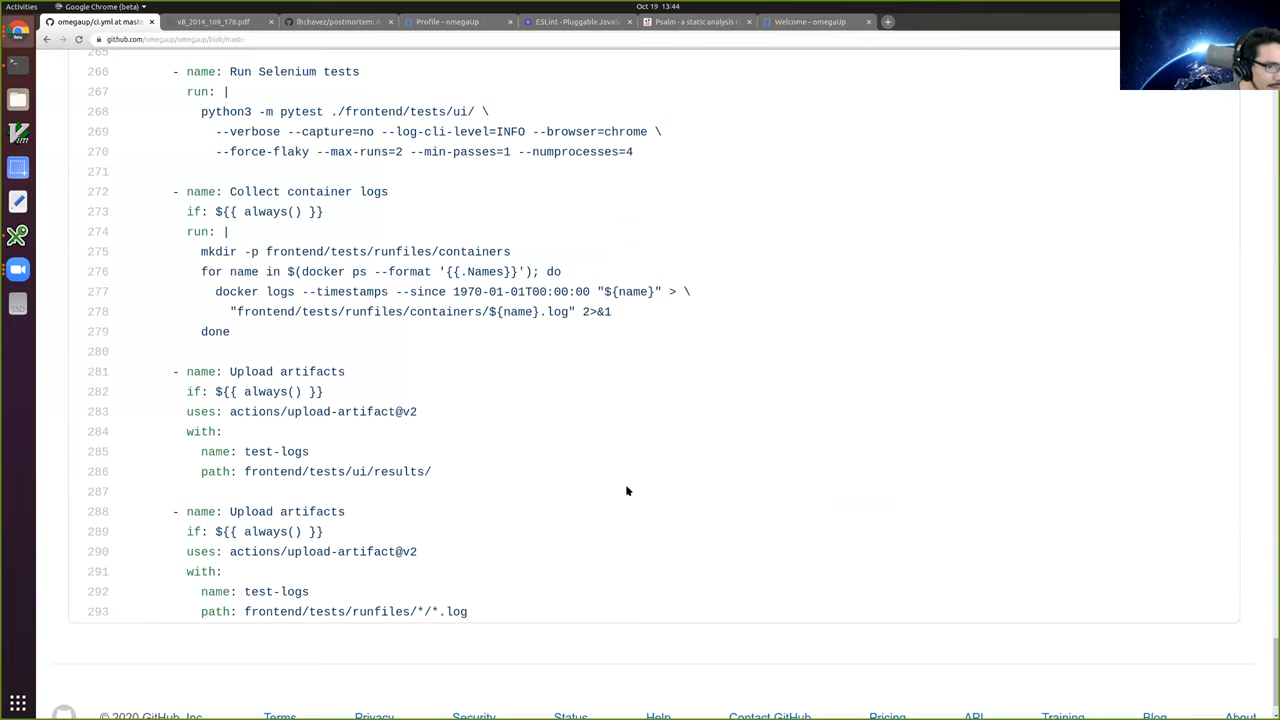 Activities
Google Chrome (beta)
Oct 19 13:44
omegaup/ci.yml at maste
v8_2014_169_178.pdf
lhchavez/postmortem: A
Profile – omegaUp
ESLint - Pluggable JavaS
Psalm - a static analysis t
Welcome – omegaUp
github.com/omegaup/omegaup/blob/maste
265
266 - name: Run Selenium tests
267 run: |
268 python3 -m pytest ./frontend/tests/ui/ \
269 --verbose --capture=no --log-cli-level=INFO --browser=chrome \
270 --force-flaky --max-runs=2 --min-passes=1 --numprocesses=4
271
272 - name: Collect container logs
273 if: ${{ always() }}
274 run: |
275 mkdir -p frontend/tests/runfiles/containers
276 for name in $(docker ps --format '{{.Names}}'); do
277 docker logs --timestamps --since 1970-01-01T00:00:00 "${name}" > \
278 "frontend/tests/runfiles/containers/${name}.log" 2>&1
279 done
280
281 - name: Upload artifacts
282 if: ${{ always() }}
283 uses: actions/upload-artifact@v2
284 with:
285 name: test-logs
286 path: frontend/tests/ui/results/
287
288 - name: Upload artifacts
289 if: ${{ always() }}
290 uses: actions/upload-artifact@v2
291 with:
292 name: test-logs
293 path: frontend/tests/runfiles/*/*.log
© 2020 GitHub, Inc.
Terms
Privacy
Security
Status
Help
Contact GitHub
Pricing
API
Training
Blog
About